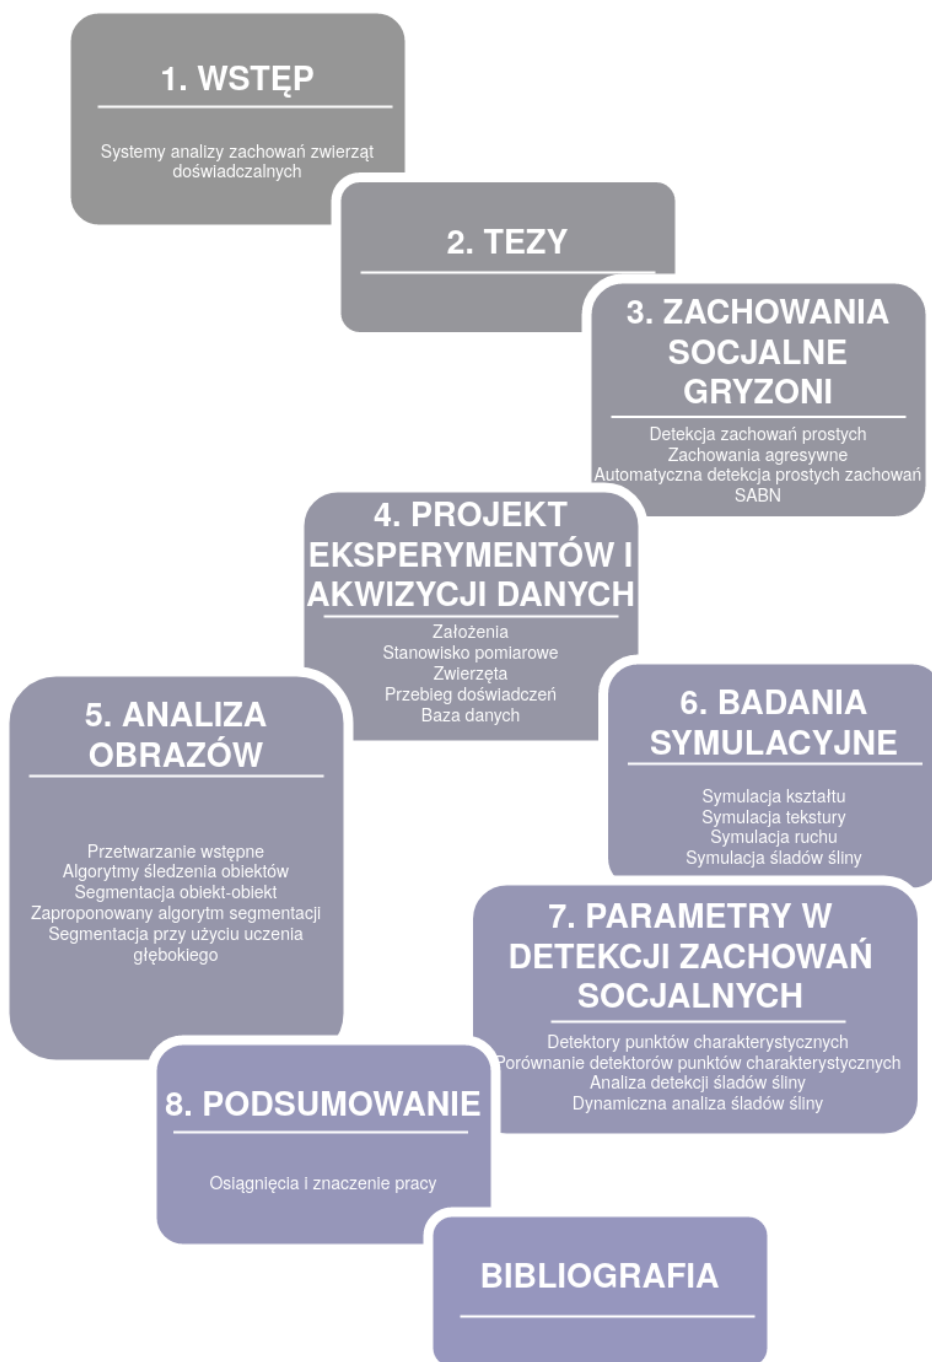 1. WSTĘP
Systemy analizy zachowań zwierząt
doświadczalnych
2. TEZY
3. ZACHOWANIA
SOCJALNE
GRYZONI
Detekcja zachowań prostych
Zachowania agresywne
Automatyczna detekcja prostych zachowań
SABN
4. PROJEKT
EKSPERYMENTÓW I
AKWIZYCJI DANYCH
Założenia
Stanowisko pomiarowe
Zwierzęta
Przebieg doświadczeń
Baza danych
5. ANALIZA
OBRAZÓW
Przetwarzanie wstępne
Algorytmy śledzenia obiektów
Segmentacja obiekt-obiekt
Zaproponowany algorytm segmentacji
Segmentacja przy użyciu uczenia
głębokiego
6. BADANIA
SYMULACYJNE
Symulacja kształtu
Symulacja tekstury
Symulacja ruchu
Symulacja śladów śliny
7. PARAMETRY W
DETEKCJI ZACHOWAŃ
SOCJALNYCH
Detektory punktów charakterystycznych
Porównanie detektorów punktów charakterystycznych
Analiza detekcji śladów śliny
Dynamiczna analiza śladów śliny
8. PODSUMOWANIE
Osiągnięcia i znaczenie pracy
BIBLIOGRAFIA